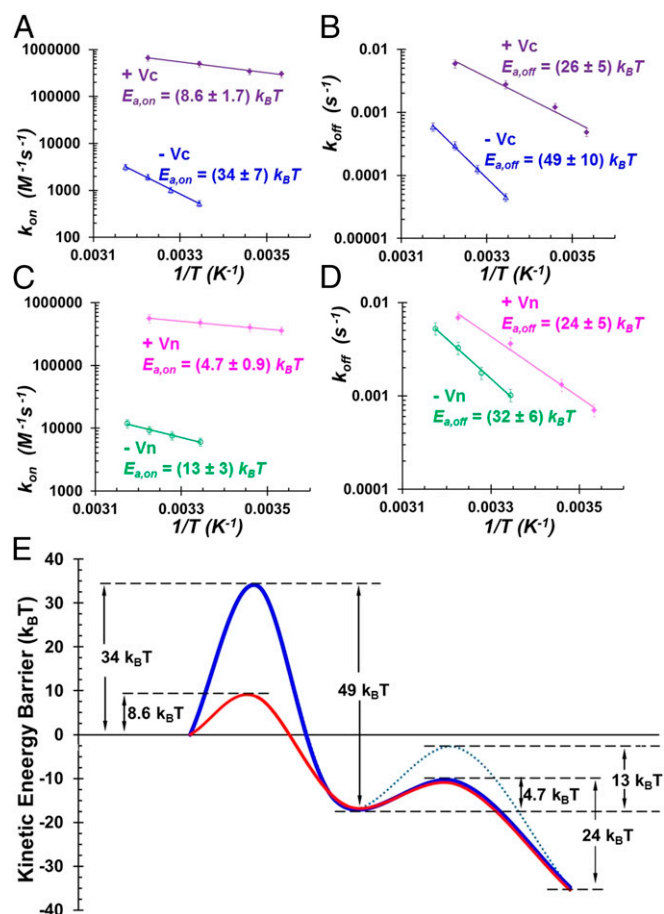 A
1000000
100000
10000
1000
100
k_on (M⁻¹s⁻¹)
+ Vc
E_a,on = (8.6 ± 1.7) k_BT
- Vc
E_a,on = (34 ± 7) k_BT
0.0031 0.0033 0.0035
1/T (K⁻¹)
B
0.01
0.001
0.0001
0.00001
k_off (s⁻¹)
+ Vc
E_a,off = (26 ± 5) k_BT
- Vc
E_a,off = (49 ± 10) k_BT
0.0031 0.0033 0.0035
1/T (K⁻¹)
C
1000000
100000
10000
1000
k_on (M⁻¹s⁻¹)
+ Vn
E_a,on = (4.7 ± 0.9) k_BT
- Vn
E_a,on = (13 ± 3) k_BT
0.0031 0.0033 0.0035
1/T (K⁻¹)
D
0.01
0.001
0.0001
k_off (s⁻¹)
+ Vn
E_a,off = (24 ± 5) k_BT
- Vn
E_a,off = (32 ± 6) k_BT
0.0031 0.0033 0.0035
1/T (K⁻¹)
E
Kinetic Eneergy Barrier (k_BT)
40
30
20
10
0
-10
-20
-30
-40
34 k_BT
8.6 k_BT
49 k_BT
13 k_BT
4.7 k_BT
24 k_BT